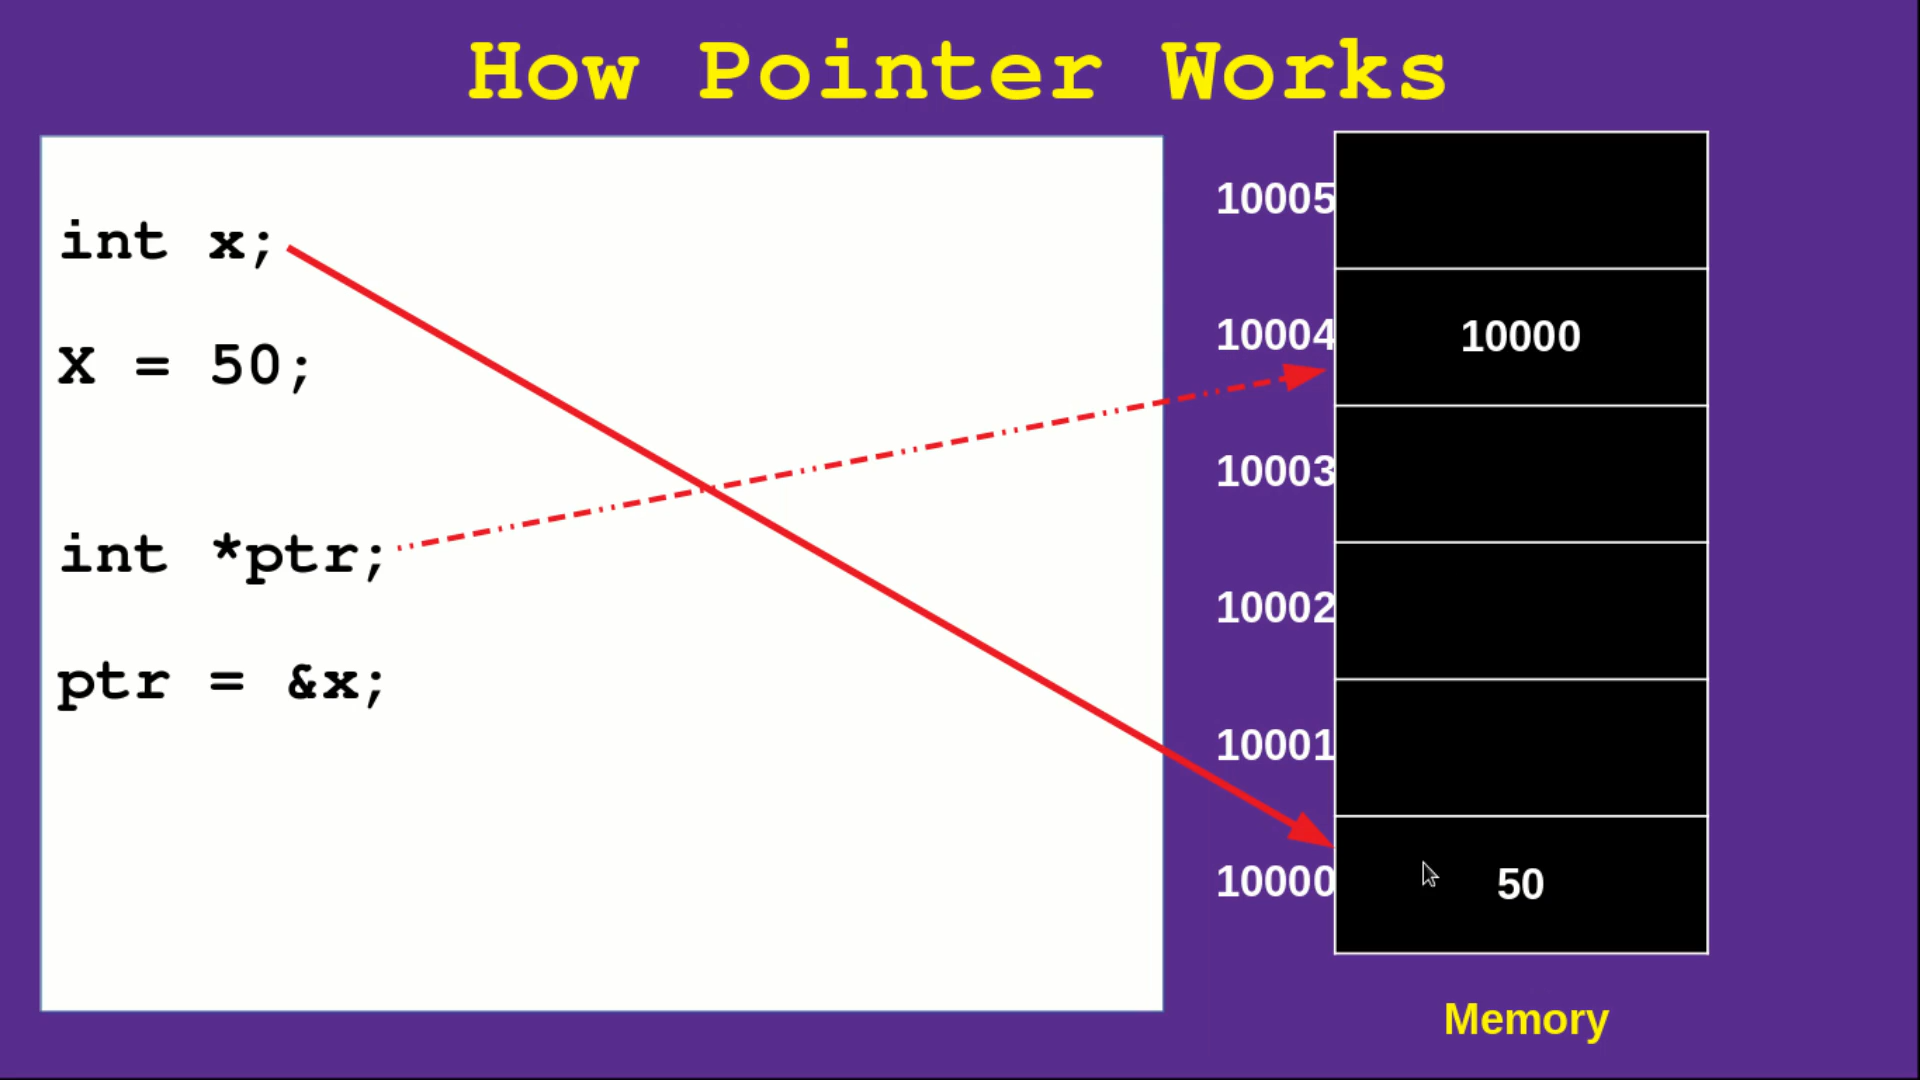 How Pointer Works
int x;
X = 50;
int *ptr;
ptr = &x;
10005
10004 10000
10003
10002
10001
10000 50
Memory